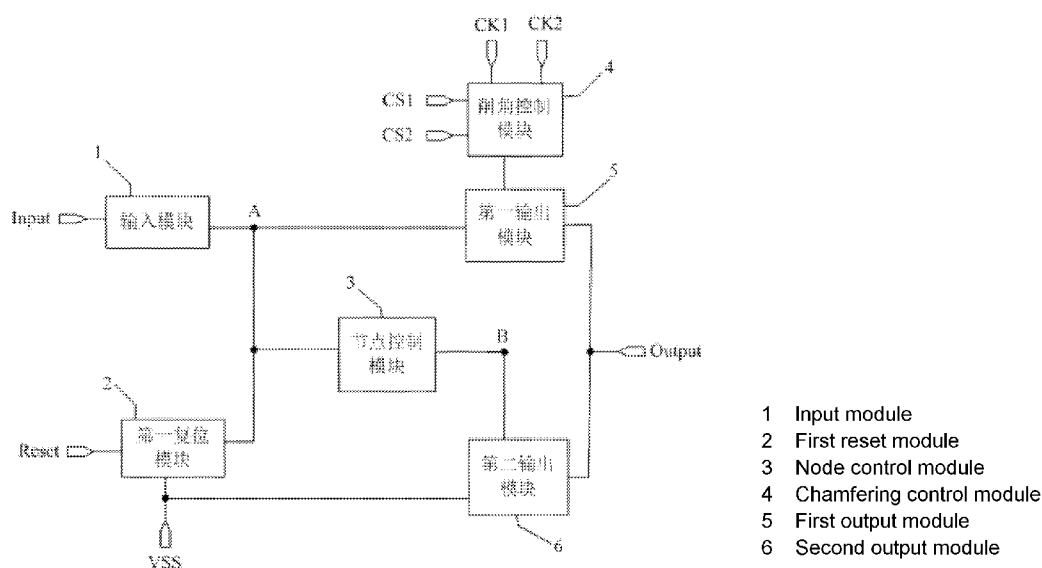 CK1 CK2
4
CS1
CS2
削角控制
模块
1
5
Input
输入模块
A
第一输出
模块
3
节点控制
模块
B
Output
2
Reset
第一复位
模块
第二输出
模块
6
VSS
1 Input module
2 First reset module
3 Node control module
4 Chamfering control module
5 First output module
6 Second output module